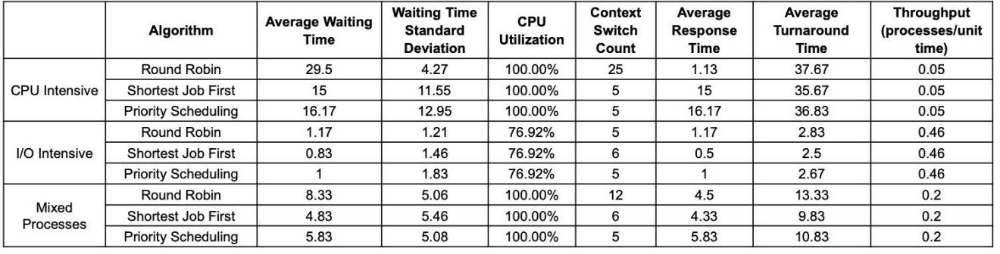 Algorithm Average Waiting Time Waiting Time Standard Deviation CPU Utilization Context Switch Count Average Response Time Average Turnaround Time Throughput (processes/unit time)
CPU Intensive Round Robin 29.5 4.27 100.00% 25 1.13 37.67 0.05
Shortest Job First 15 11.55 100.00% 5 15 35.67 0.05
Priority Scheduling 16.17 12.95 100.00% 5 16.17 36.83 0.05
I/O Intensive Round Robin 1.17 1.21 76.92% 5 1.17 2.83 0.46
Shortest Job First 0.83 1.46 76.92% 6 0.5 2.5 0.46
Priority Scheduling 1 1.83 76.92% 5 1 2.67 0.46
Mixed Processes Round Robin 8.33 5.06 100.00% 12 4.5 13.33 0.2
Shortest Job First 4.83 5.46 100.00% 6 4.33 9.83 0.2
Priority Scheduling 5.83 5.08 100.00% 5 5.83 10.83 0.2